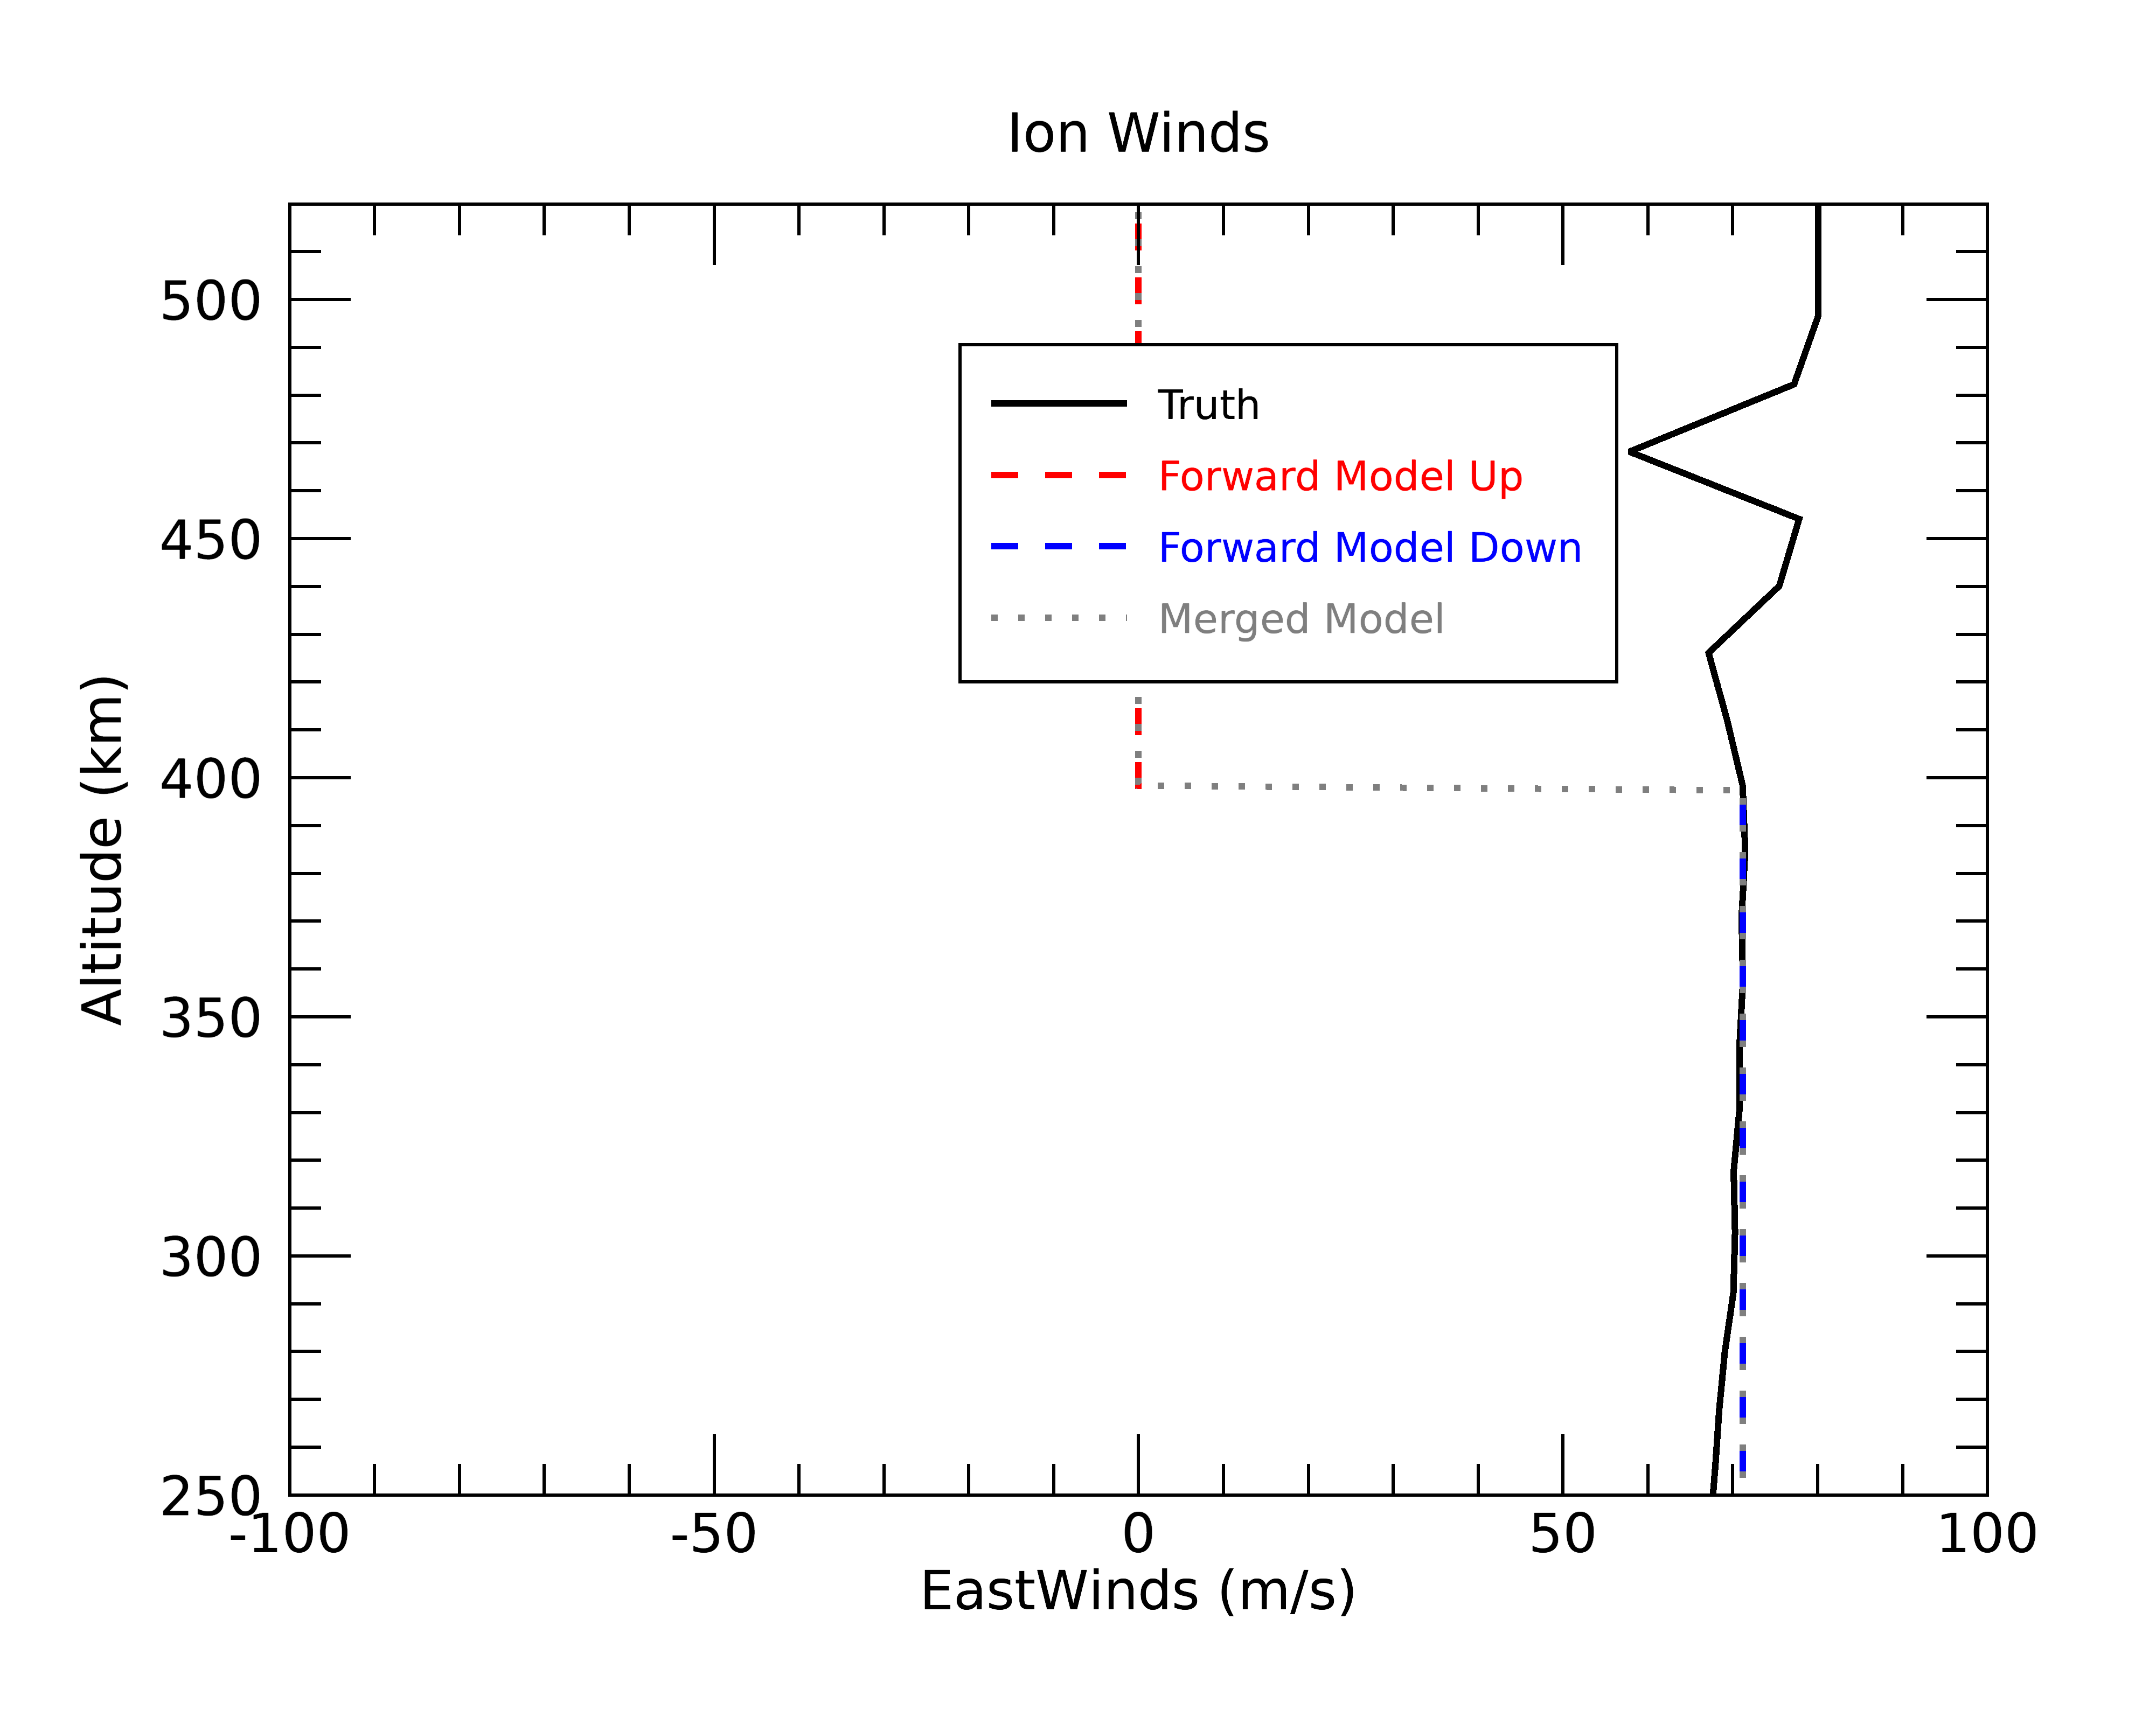 Ion Winds
500
450
400
350
300
250
Altitude (km)
Truth
Forward Model Up
Forward Model Down
Merged Model
-100 -50 0 50 100
EastWinds (m/s)